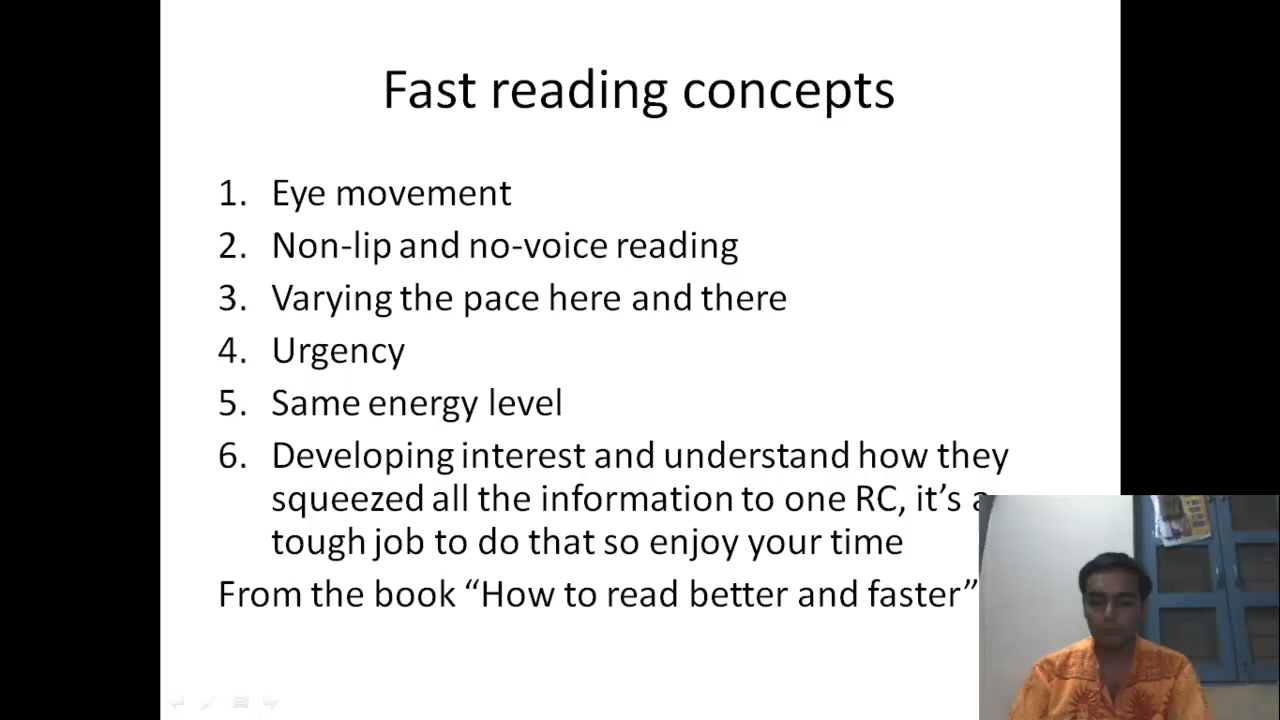 Fast reading concepts
1. Eye movement
2. Non-lip and no-voice reading
3. Varying the pace here and there
4. Urgency
5. Same energy level
6. Developing interest and understand how they
squeezed all the information to one RC, it’s a
tough job to do that so enjoy your time
From the book “How to read better and faster”